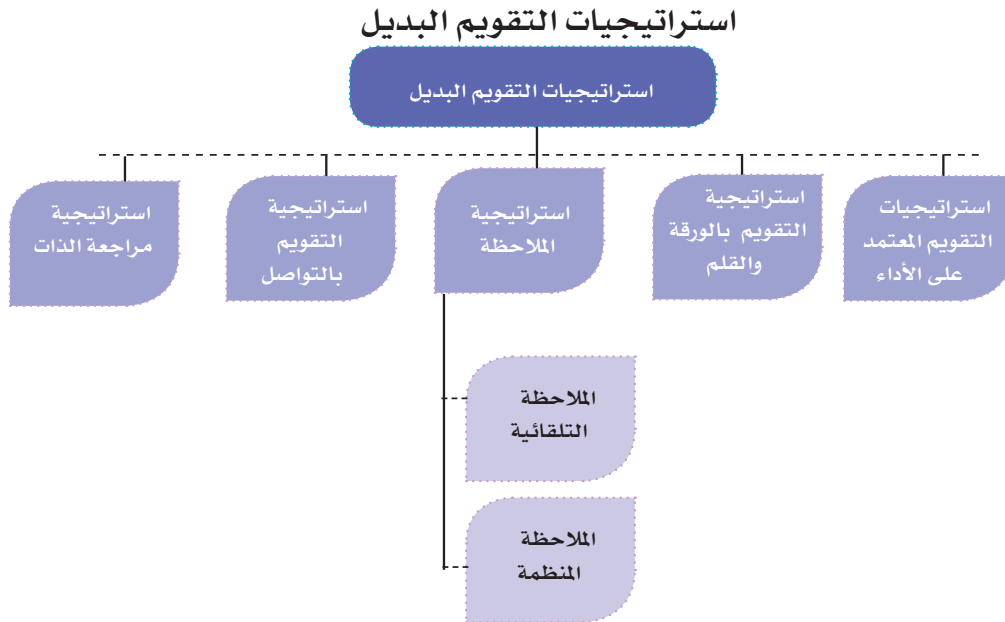 استراتيجيات التقويم البديل
استراتيجيات التقويم البديل
استراتيجيات
التقويم المعتمد
على الأداء
استراتيجية
التقويم بالورقة
والقلم
استراتيجية
الملاحظة
استراتيجية
التقويم
بالتواصل
استراتيجية
مراجعة الذات
الملاحظة
التلقائية
الملاحظة
المنظمة